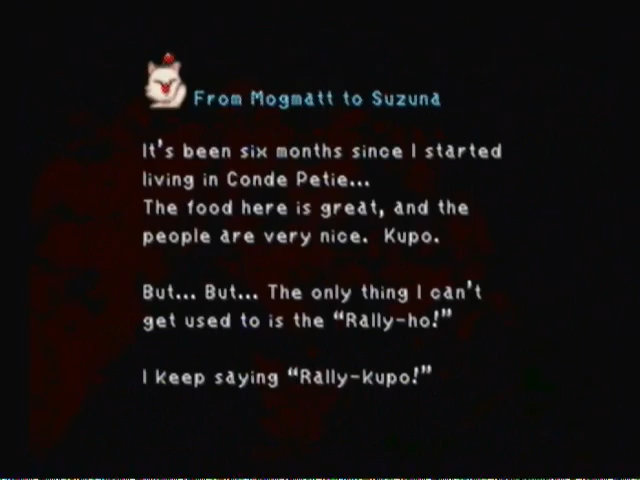 From Mogmatt to Suzuna
It's been six months since I started
living in Conde Petie...
The food here is great, and the
people are very nice. Kupo.
But... But... The only thing I can't
get used to is the “Rally-ho!”
I keep saying “Rally-kupo!”